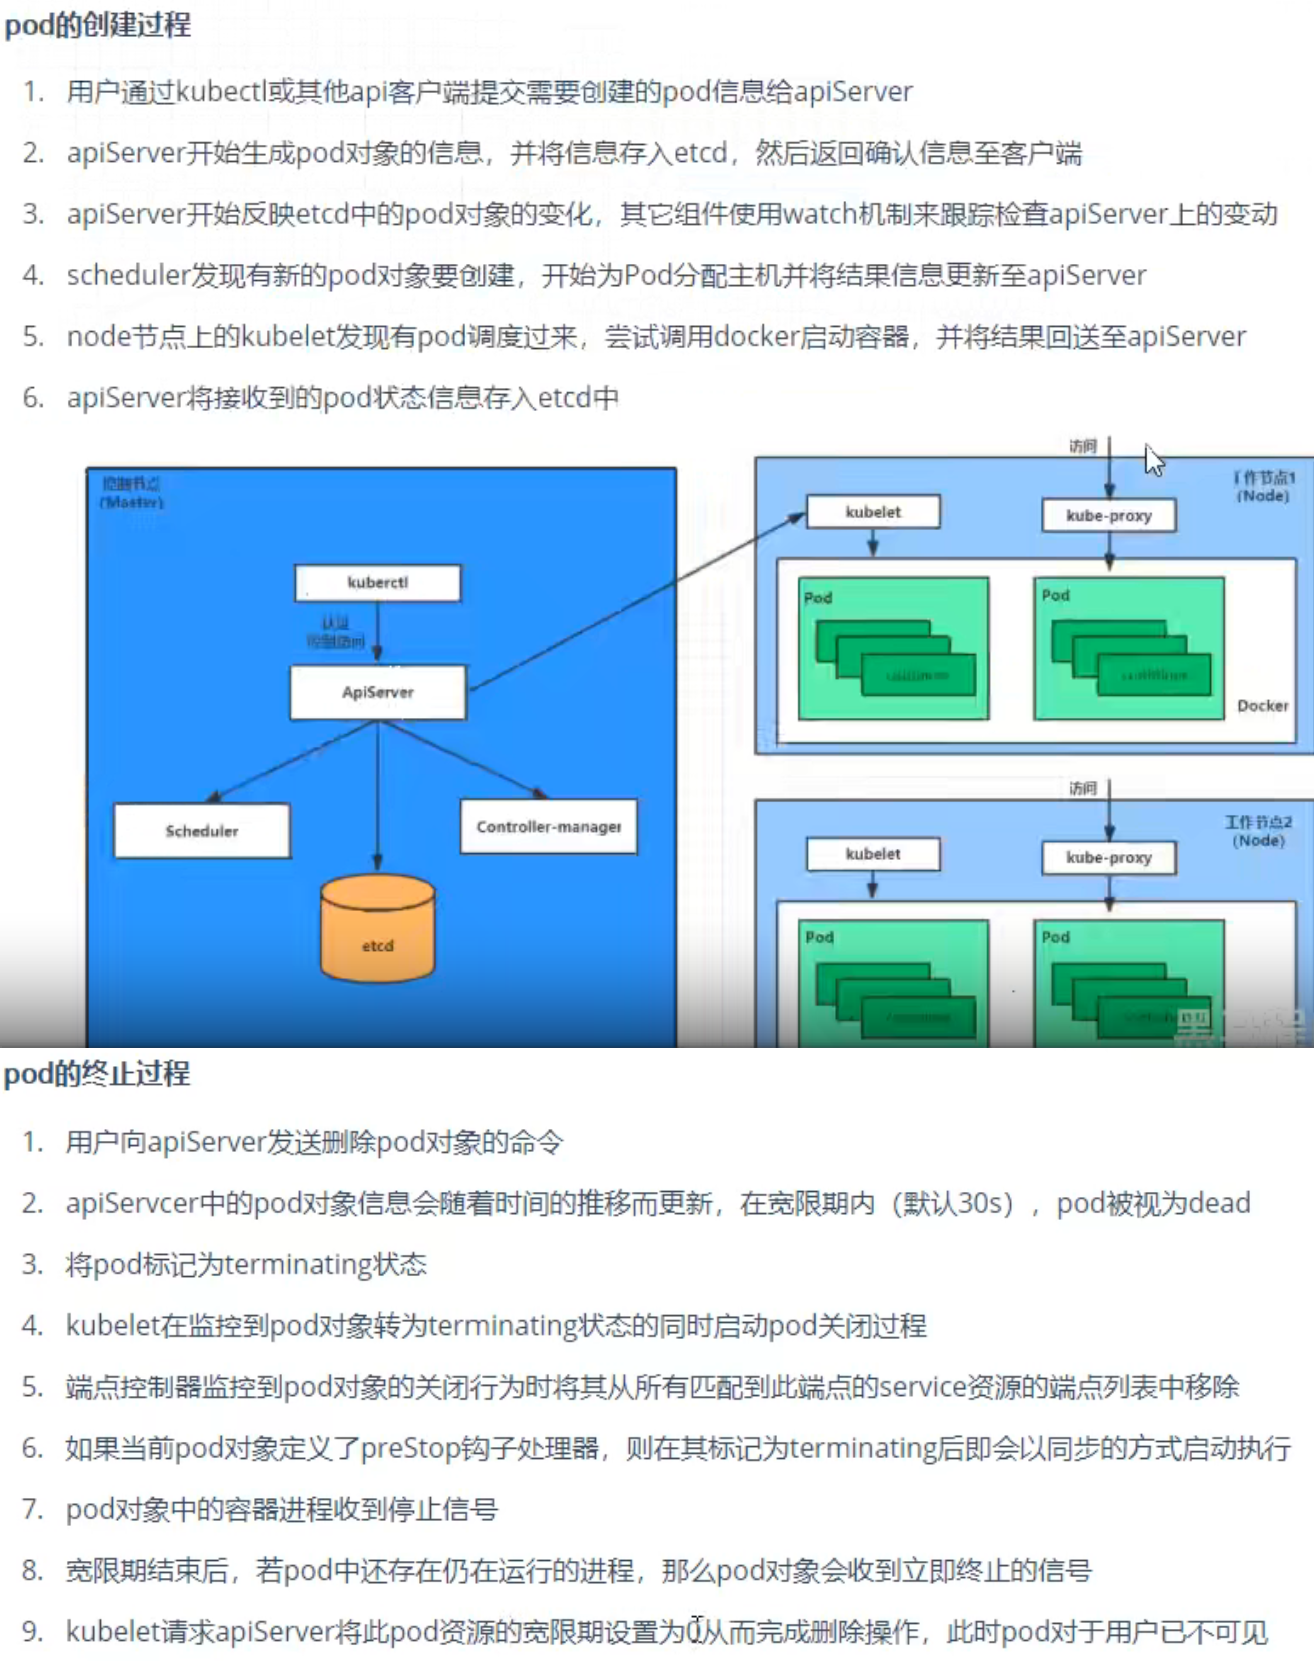 pod的创建过程
1. 用户通过kubectl或其他api客户端提交需要创建的pod信息给apiServer
2. apiServer开始生成pod对象的信息，并将信息存入etcd，然后返回确认信息至客户端
3. apiServer开始反映etcd中的pod对象的变化，其它组件使用watch机制来跟踪检查apiServer上的变动
4. scheduler发现有新的pod对象要创建，开始为Pod分配主机并将结果信息更新至apiServer
5. node节点上的kubelet发现有pod调度过来，尝试调用docker启动容器，并将结果回送至apiServer
6. apiServer将接收到的pod状态信息存入etcd中
控制节点
(Master)
kuberctl
认证
控制访问
ApiServer
Scheduler
Controller-manager
etcd
访问
工作节点1
(Node)
kubelet
kube-proxy
Pod
Pod
Docker
访问
工作节点2
(Node)
kubelet
kube-proxy
Pod
Pod
pod的终止过程
1. 用户向apiServer发送删除pod对象的命令
2. apiServcer中的pod对象信息会随着时间的推移而更新，在宽限期内（默认30s），pod被视为dead
3. 将pod标记为terminating状态
4. kubelet在监控到pod对象转为terminating状态的同时启动pod关闭过程
5. 端点控制器监控到pod对象的关闭行为时将其从所有匹配到此端点的service资源的端点列表中移除
6. 如果当前pod对象定义了preStop钩子处理器，则在其标记为terminating后即会以同步的方式启动执行
7. pod对象中的容器进程收到停止信号
8. 宽限期结束后，若pod中还存在仍在运行的进程，那么pod对象会收到立即终止的信号
9. kubelet请求apiServer将此pod资源的宽限期设置为0从而完成删除操作，此时pod对于用户已不可见